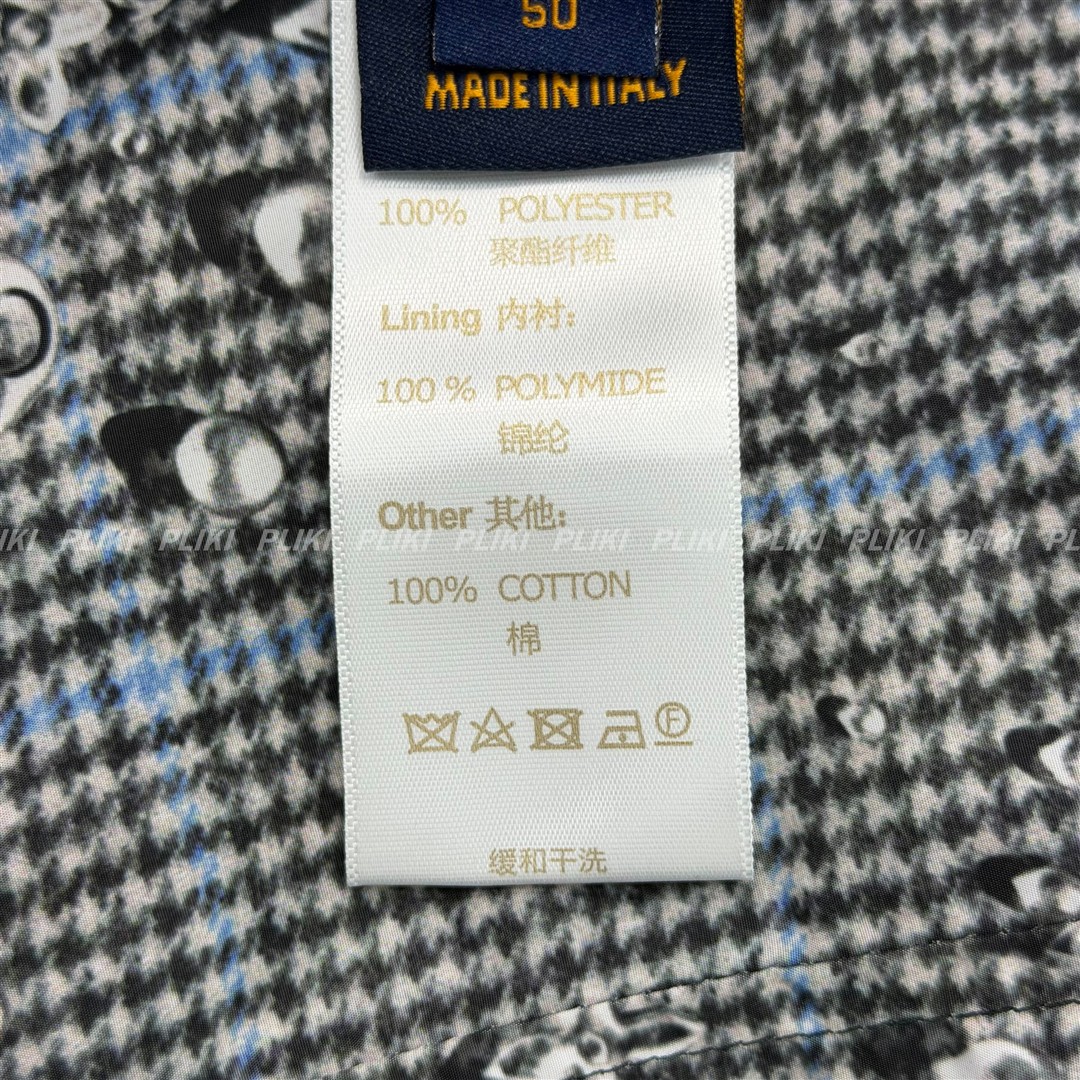 50
MADE IN ITALY
100% POLYESTER
聚酯纤维
Lining 内衬:
100 % POLYMIDE
锦纶
Other 其他:
PLIKI PLIKI PLIKI PLIKI PLIKI PLIKI PLIKI PLIKI PLIKI PLIKI
100% COTTON
棉
F
缓和干洗